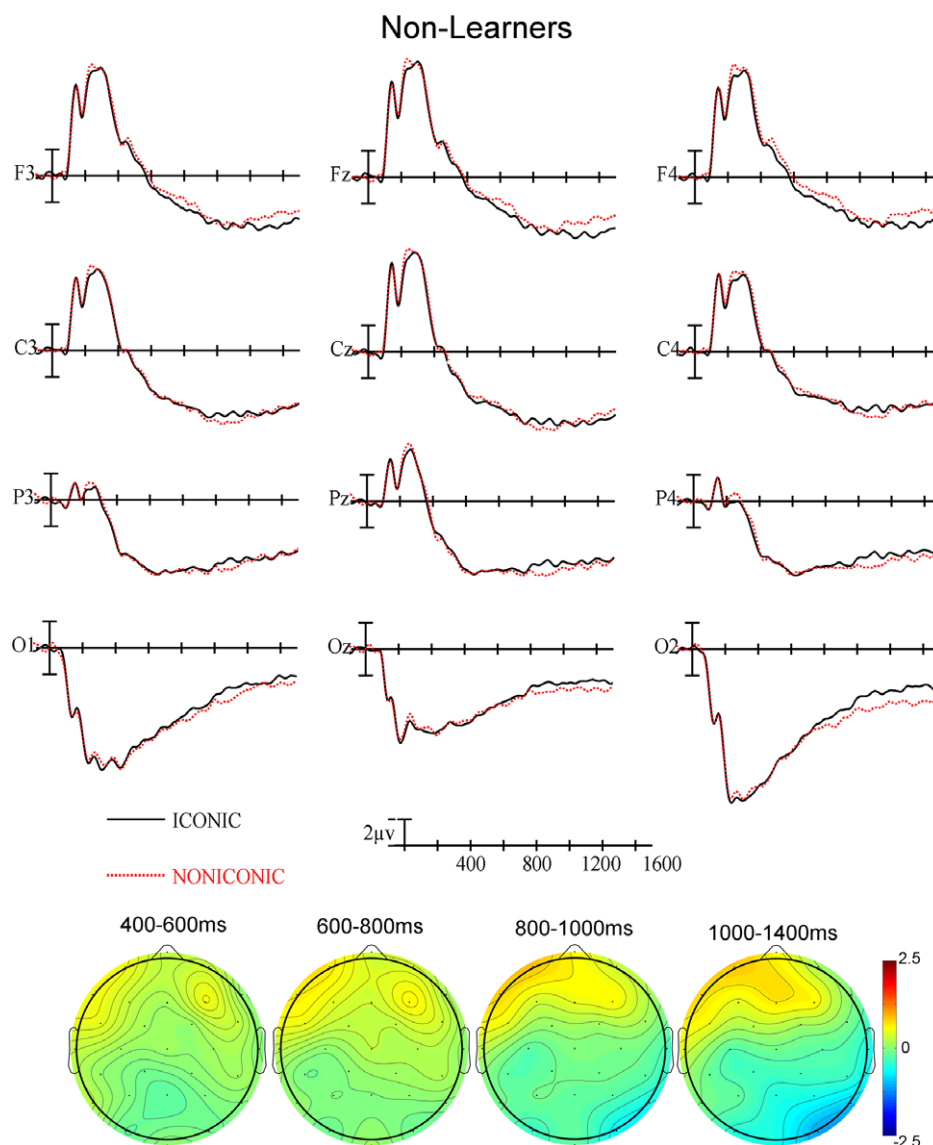 Non-Learners
F3 Fz F4
C3 Cz C4
P3 Pz P4
O1 Oz O2
ICONIC
2µv
400 800 1200 1600
NONICONIC
400-600ms 600-800ms 800-1000ms 1000-1400ms
2.5
0
-2.5